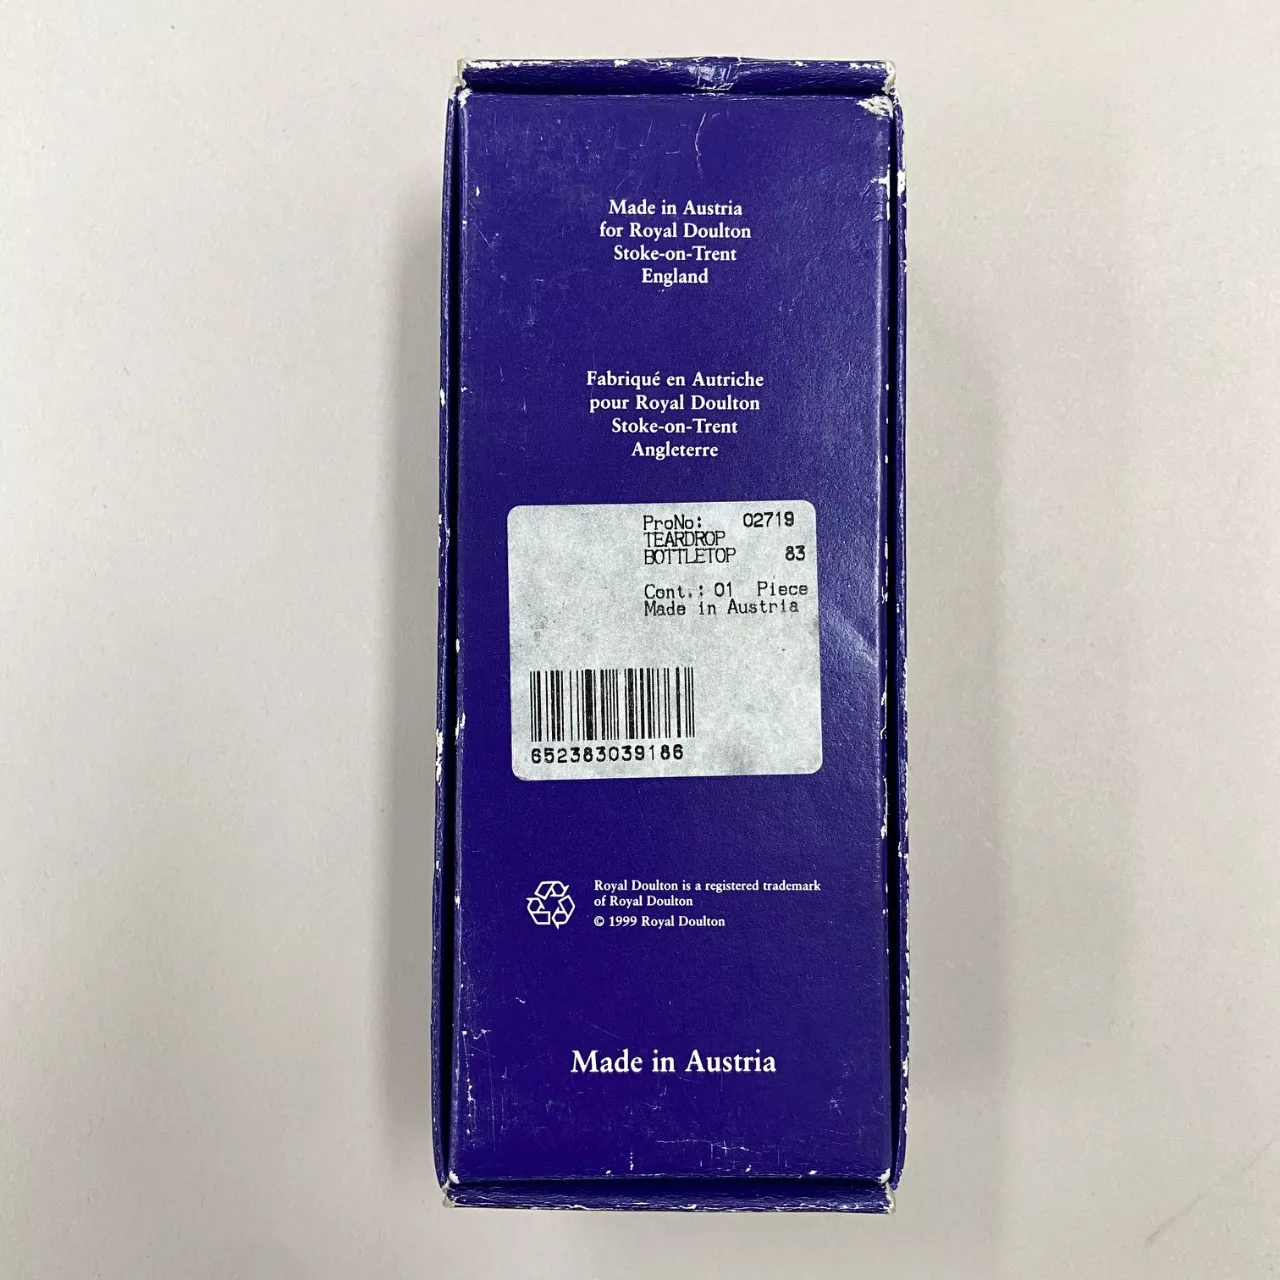 Made in Austria
for Royal Doulton
Stoke-on-Trent
England
Fabriqué en Autriche
pour Royal Doulton
Stoke-on-Trent
Angleterre
ProNo: 02719
TEARDROP
BOTTLETOP 83
Cont.: 01 Piece
Made in Austria
652383039186
Royal Doulton is a registered trademark
of Royal Doulton
© 1999 Royal Doulton
Made in Austria